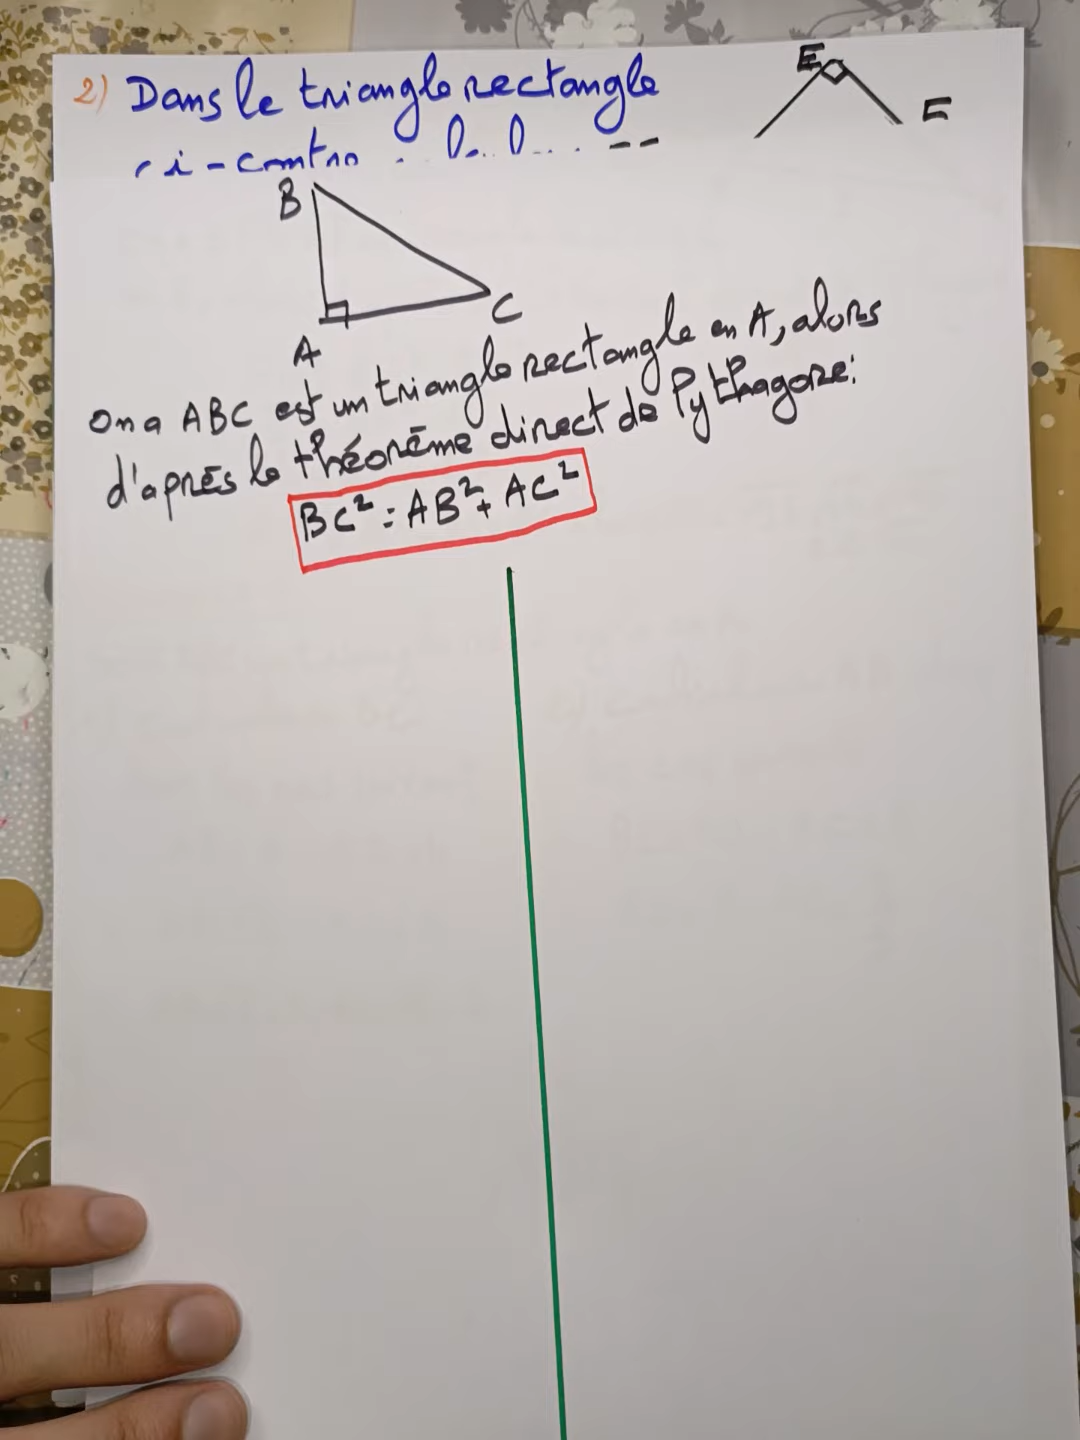 2) Dans le triangle rectangle
E
F
B
A
C
On a ABC est un triangle rectangle en A, alors
d'après le théorème direct de Pythagore:
BC² = AB² + AC²